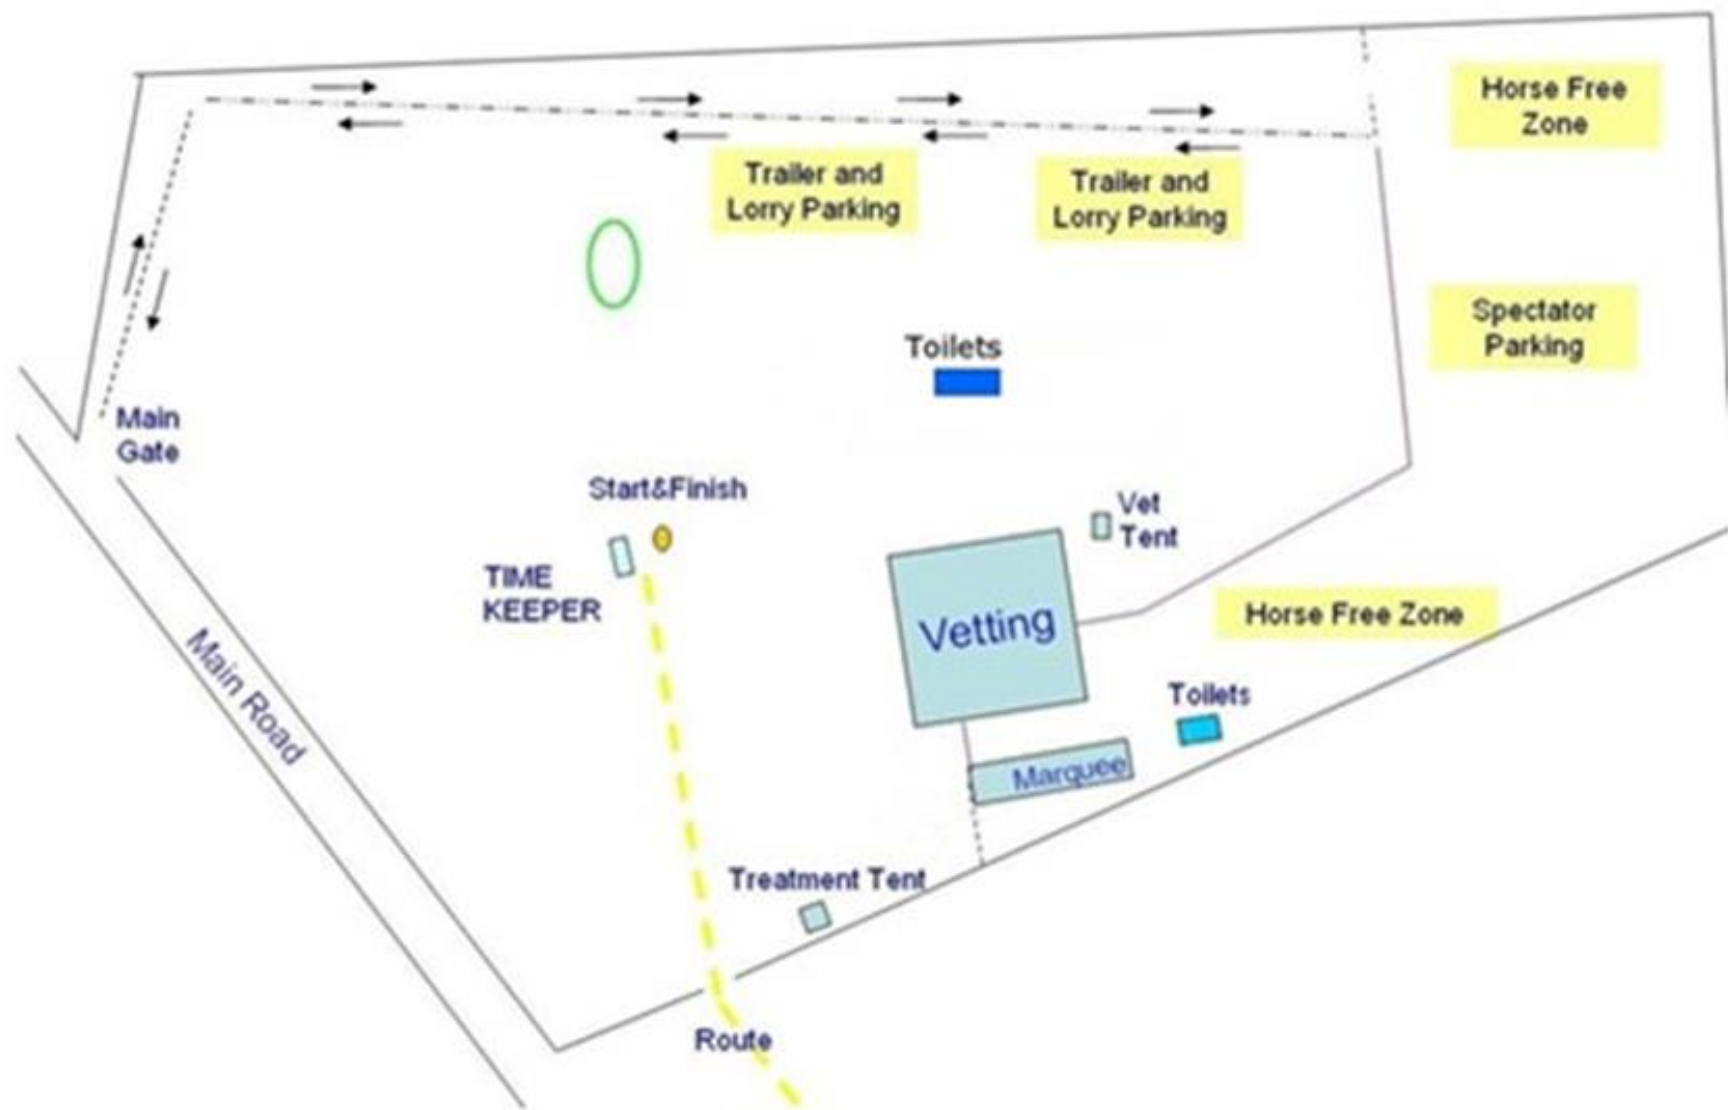 Horse Free
Zone
Trailer and
Lorry Parking
Trailer and
Lorry Parking
Spectator
Parking
Toilets
Main
Gate
Start&Finish
Vet
Tent
TIME
KEEPER
Vetting
Horse Free Zone
Main Road
Toilets
Marquee
Treatment Tent
Route